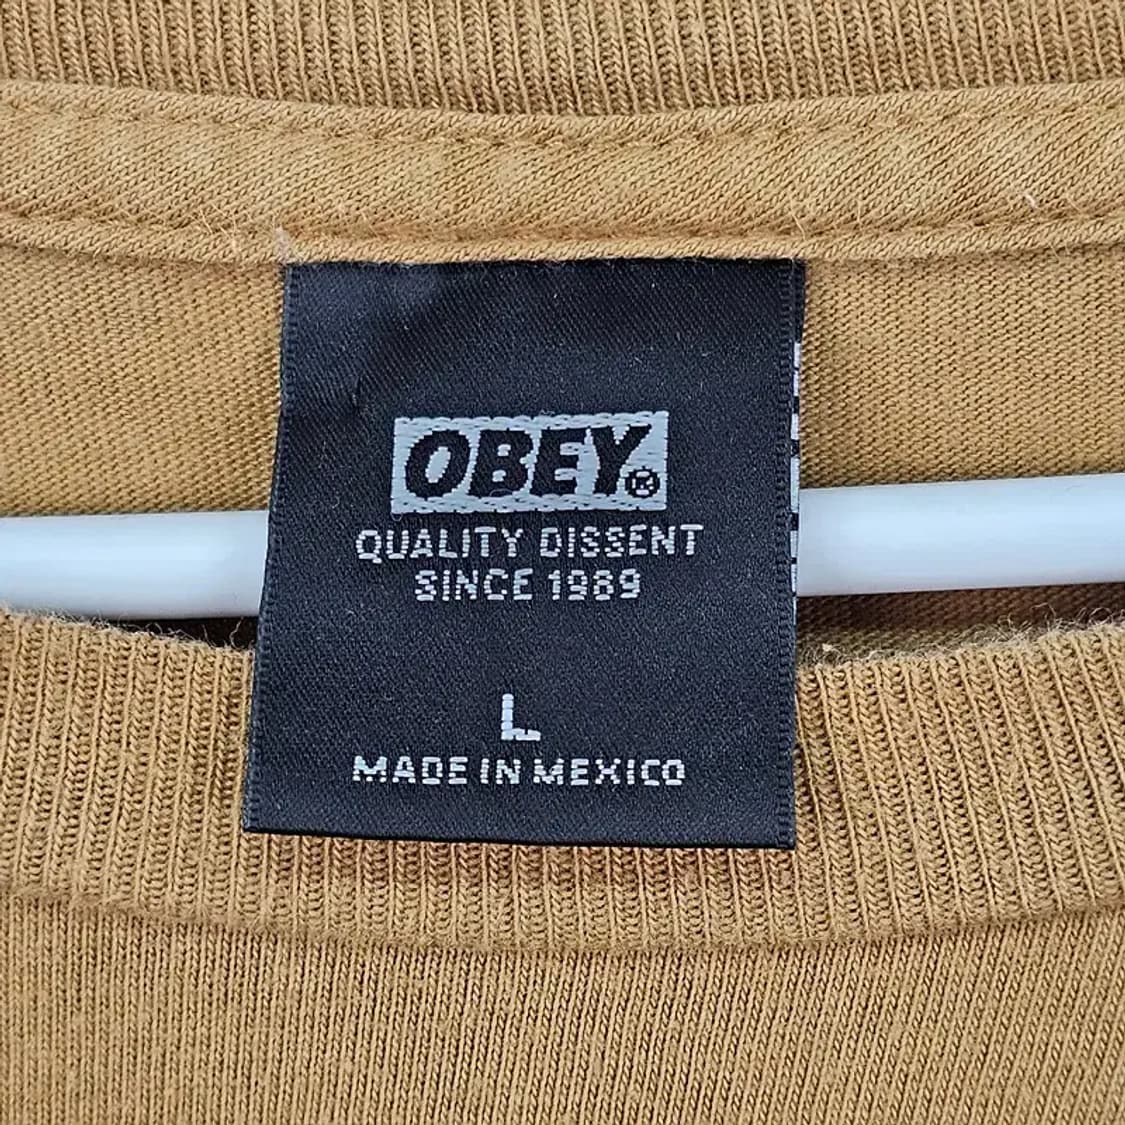 OBEY®
QUALITY DISSENT
SINCE 1989
L
MADE IN MEXICO